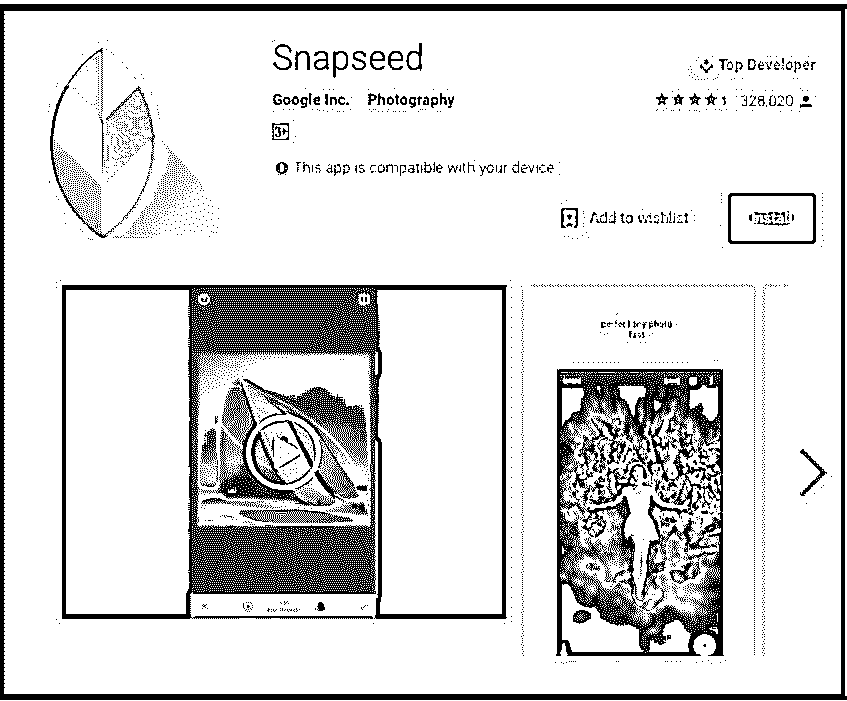 Snapseed
Top Developer
Google Inc. Photography
328,020
3+
This app is compatible with your device.
Add to wishlist
Install
perfect any photo
fast